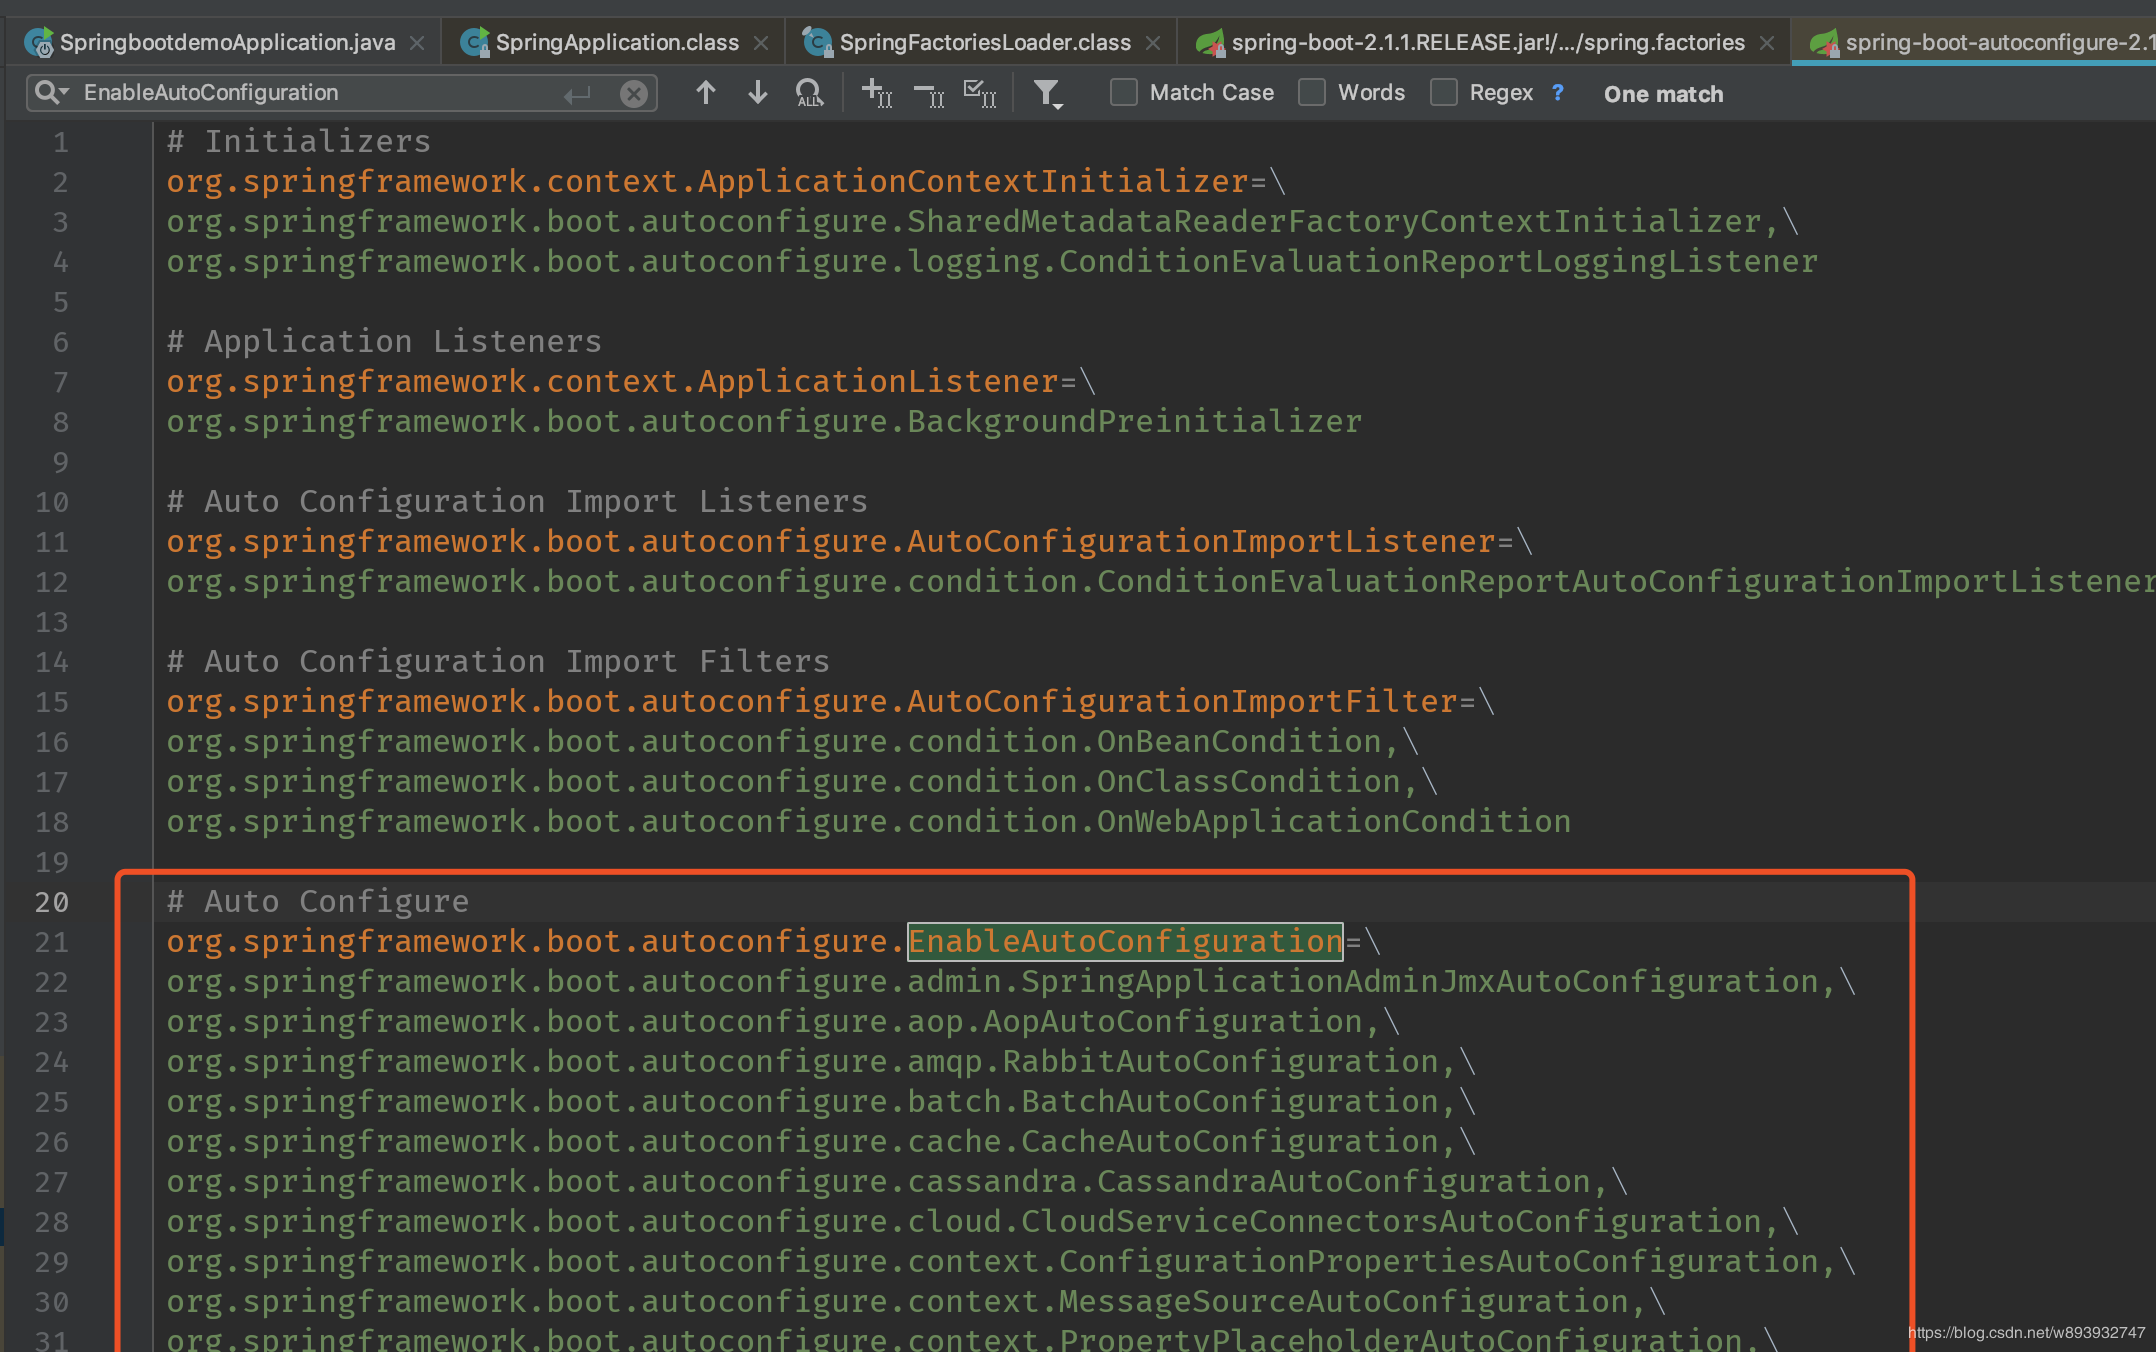 SpringbootdemoApplication.java
SpringApplication.class
SpringFactoriesLoader.class
spring-boot-2.1.1.RELEASE.jar!/.../spring.factories
spring-boot-autoconfigure-2.1
EnableAutoConfiguration
ALL
Match Case
Words
Regex
?
One match
1 # Initializers
2 org.springframework.context.ApplicationContextInitializer=\
3 org.springframework.boot.autoconfigure.SharedMetadataReaderFactoryContextInitializer,\
4 org.springframework.boot.autoconfigure.logging.ConditionEvaluationReportLoggingListener
5
6 # Application Listeners
7 org.springframework.context.ApplicationListener=\
8 org.springframework.boot.autoconfigure.BackgroundPreinitializer
9
10 # Auto Configuration Import Listeners
11 org.springframework.boot.autoconfigure.AutoConfigurationImportListener=\
12 org.springframework.boot.autoconfigure.condition.ConditionEvaluationReportAutoConfigurationImportListener
13
14 # Auto Configuration Import Filters
15 org.springframework.boot.autoconfigure.AutoConfigurationImportFilter=\
16 org.springframework.boot.autoconfigure.condition.OnBeanCondition,\
17 org.springframework.boot.autoconfigure.condition.OnClassCondition,\
18 org.springframework.boot.autoconfigure.condition.OnWebApplicationCondition
19
20 # Auto Configure
21 org.springframework.boot.autoconfigure.EnableAutoConfiguration=\
22 org.springframework.boot.autoconfigure.admin.SpringApplicationAdminJmxAutoConfiguration,\
23 org.springframework.boot.autoconfigure.aop.AopAutoConfiguration,\
24 org.springframework.boot.autoconfigure.amqp.RabbitAutoConfiguration,\
25 org.springframework.boot.autoconfigure.batch.BatchAutoConfiguration,\
26 org.springframework.boot.autoconfigure.cache.CacheAutoConfiguration,\
27 org.springframework.boot.autoconfigure.cassandra.CassandraAutoConfiguration,\
28 org.springframework.boot.autoconfigure.cloud.CloudServiceConnectorsAutoConfiguration,\
29 org.springframework.boot.autoconfigure.context.ConfigurationPropertiesAutoConfiguration,\
30 org.springframework.boot.autoconfigure.context.MessageSourceAutoConfiguration,\
31 org.springframework.boot.autoconfigure.context.PropertyPlaceholderAutoConfiguration,\
https://blog.csdn.net/w893932747